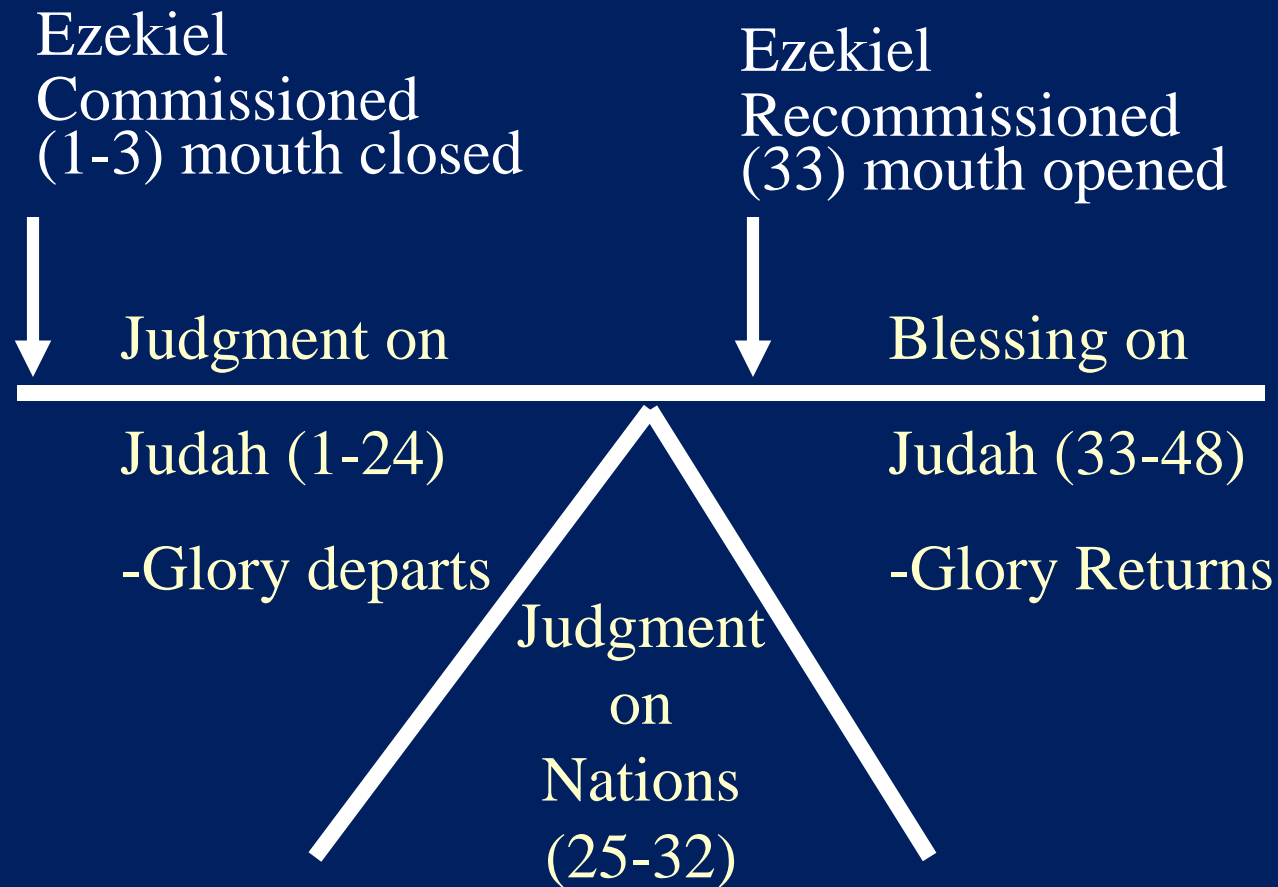 Ezekiel
Commissioned
(1-3) mouth closed
Ezekiel
Recommissioned
(33) mouth opened
Judgment on
Judah (1-24)
-Glory departs
Blessing on
Judah (33-48)
-Glory Returns
Judgment
on
Nations
(25-32)